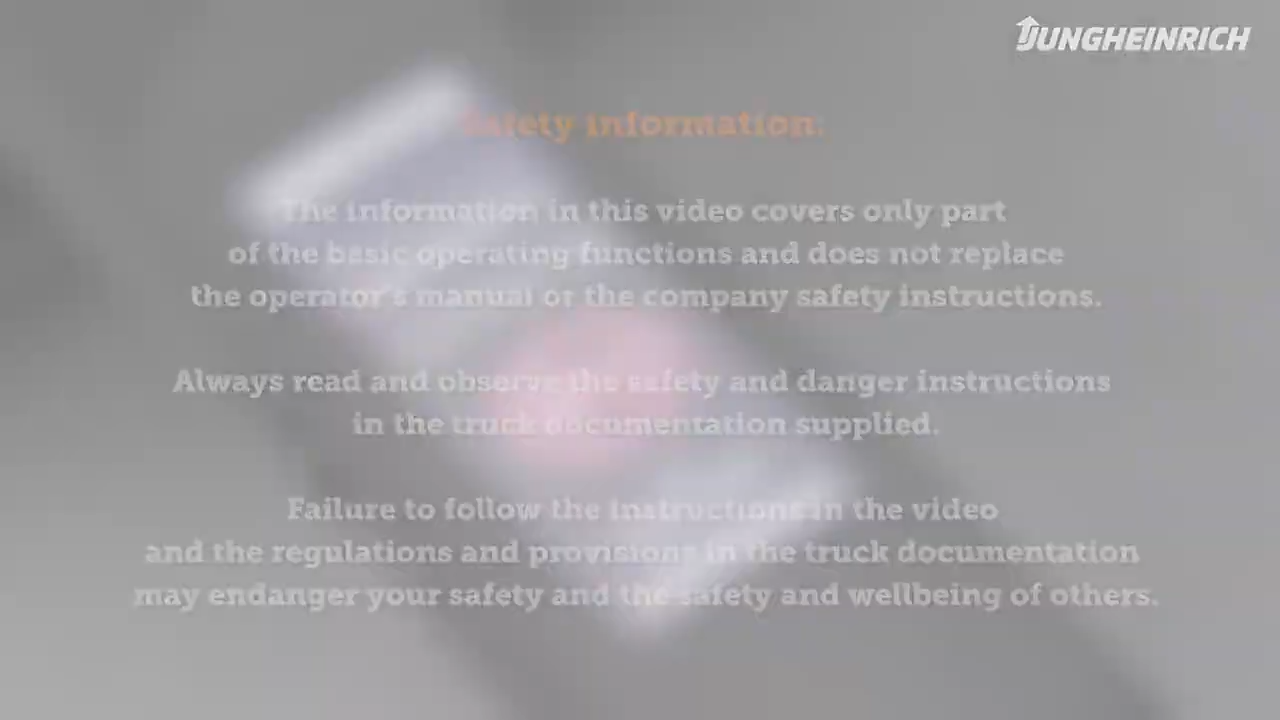 JUNGHEINRICH
Safety information:
The information in this video covers only part
of the basic operating functions and does not replace
the operator's manual or the company safety instructions.
Always read and observe the safety and danger instructions
in the truck documentation supplied.
Failure to follow the instructions in the video
and the regulations and provisions in the truck documentation
may endanger your safety and the safety and wellbeing of others.